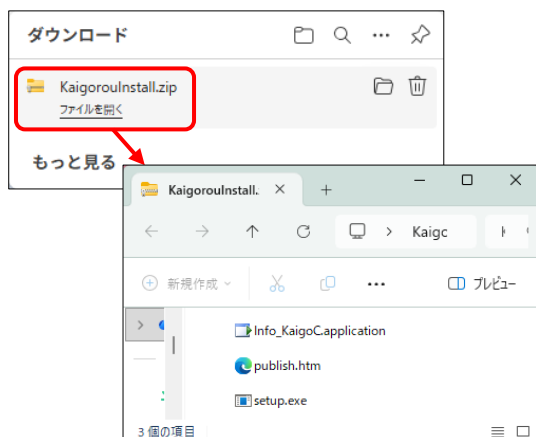 ダウンロード
KaigorouInstall.zip
ファイルを開く
もっと見る
KaigorouInstall.
Kaigc
新規作成
プレビュー
Info_KaigoC.application
publish.htm
setup.exe
3 個の項目